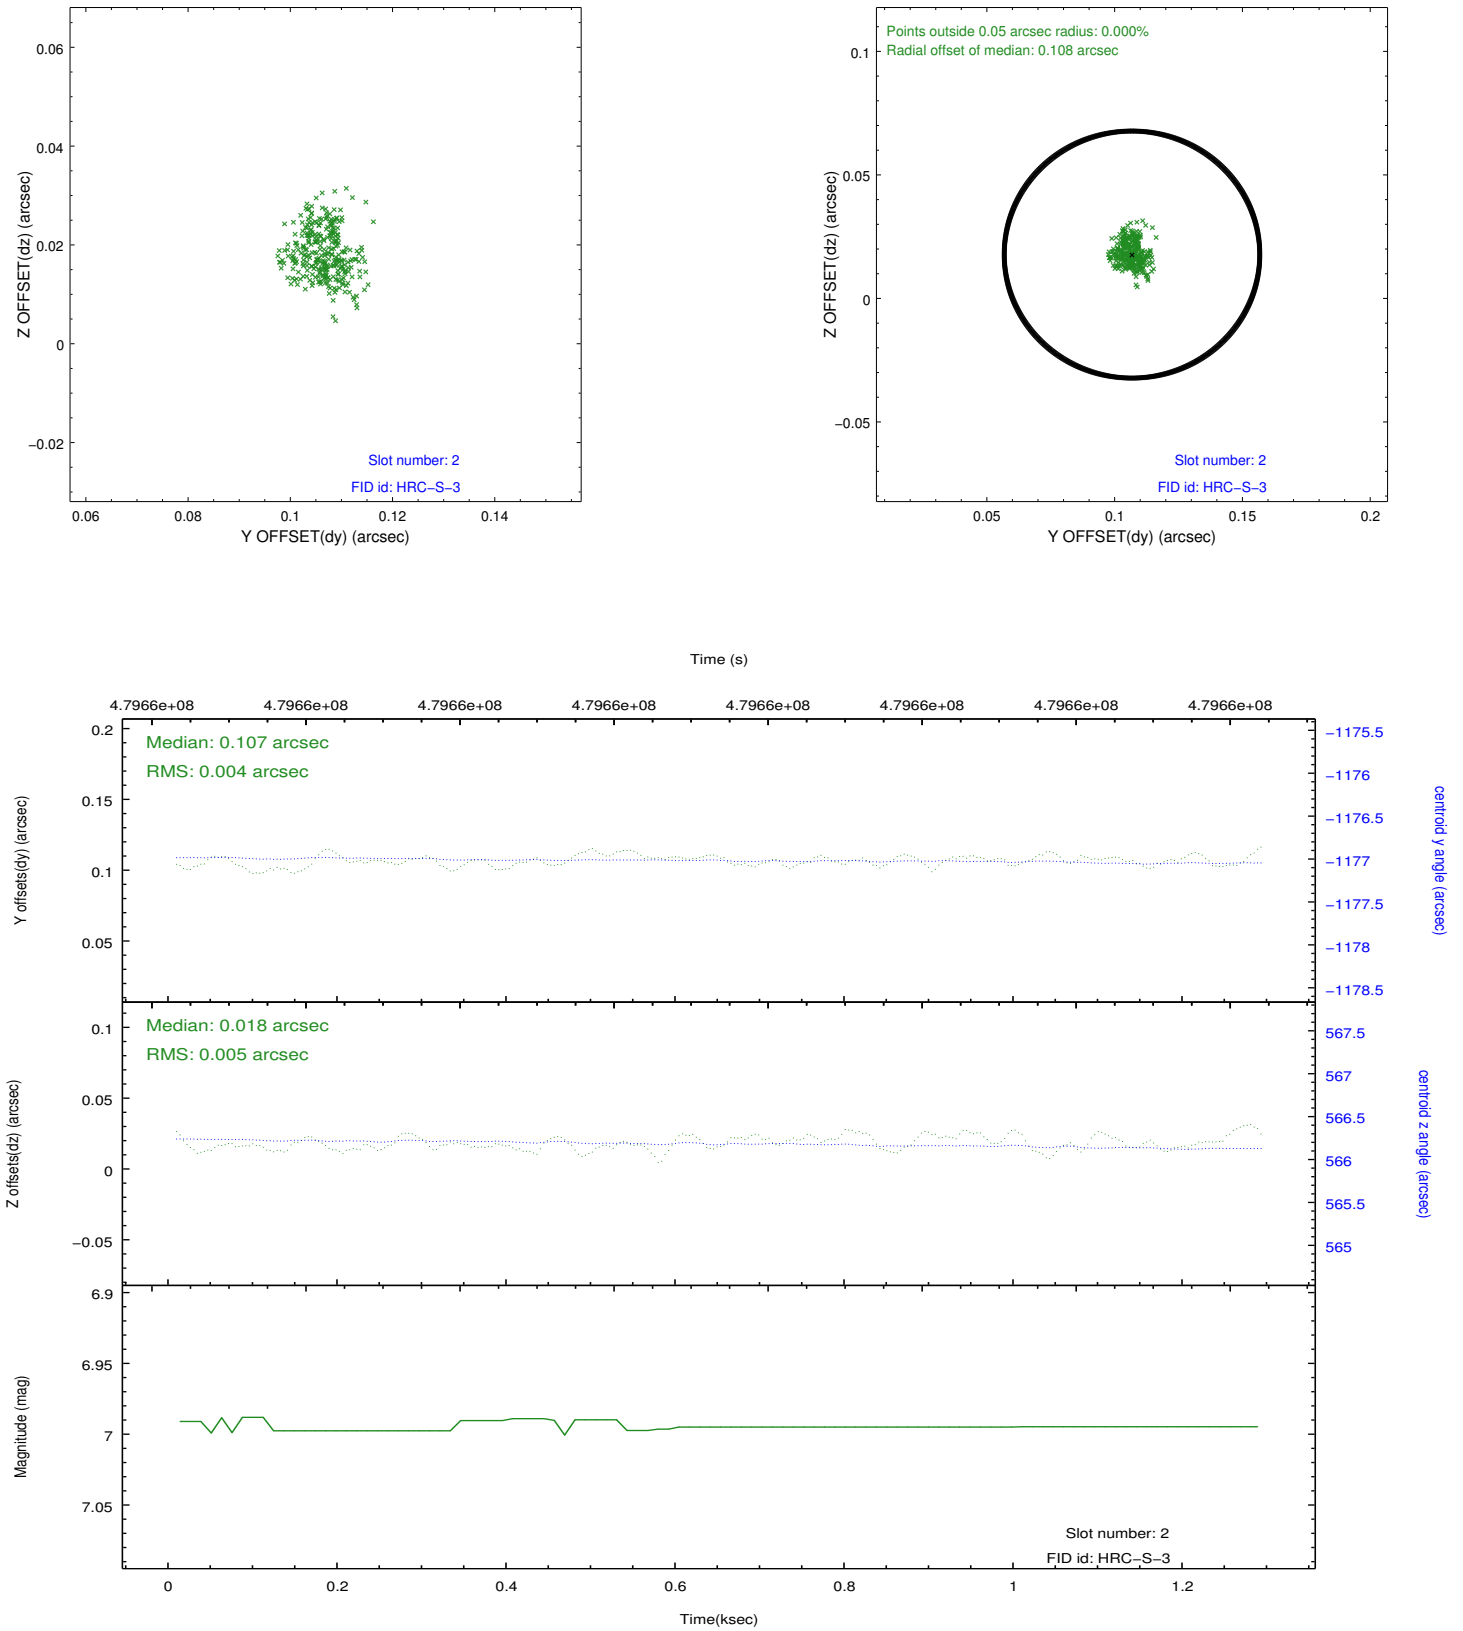 0.06
0.04
0.02
0
−0.02
Z OFFSET(dz) (arcsec)
Slot number: 2
FID id: HRC−S−3
0.06 0.08 0.1 0.12 0.14
Y OFFSET(dy) (arcsec)
Points outside 0.05 arcsec radius: 0.000%
Radial offset of median: 0.108 arcsec
0.1
0.05
0
−0.05
Z OFFSET(dz) (arcsec)
Slot number: 2
FID id: HRC−S−3
0.05 0.1 0.15 0.2
Y OFFSET(dy) (arcsec)
Time (s)
4.7966e+08 4.7966e+08 4.7966e+08 4.7966e+08 4.7966e+08 4.7966e+08 4.7966e+08 4.7966e+08
Median: 0.107 arcsec
RMS: 0.004 arcsec
0.2
0.15
0.1
0.05
Y offsets(dy) (arcsec)
−1175.5
−1176
−1176.5
−1177
−1177.5
−1178
−1178.5
centroid y angle (arcsec)
Median: 0.018 arcsec
RMS: 0.005 arcsec
0.1
0.05
0
−0.05
Z offsets(dz) (arcsec)
567.5
567
566.5
566
565.5
565
centroid z angle (arcsec)
6.9
6.95
7
7.05
Magnitude (mag)
Slot number: 2
FID id: HRC−S−3
0 0.2 0.4 0.6 0.8 1 1.2
Time(ksec)